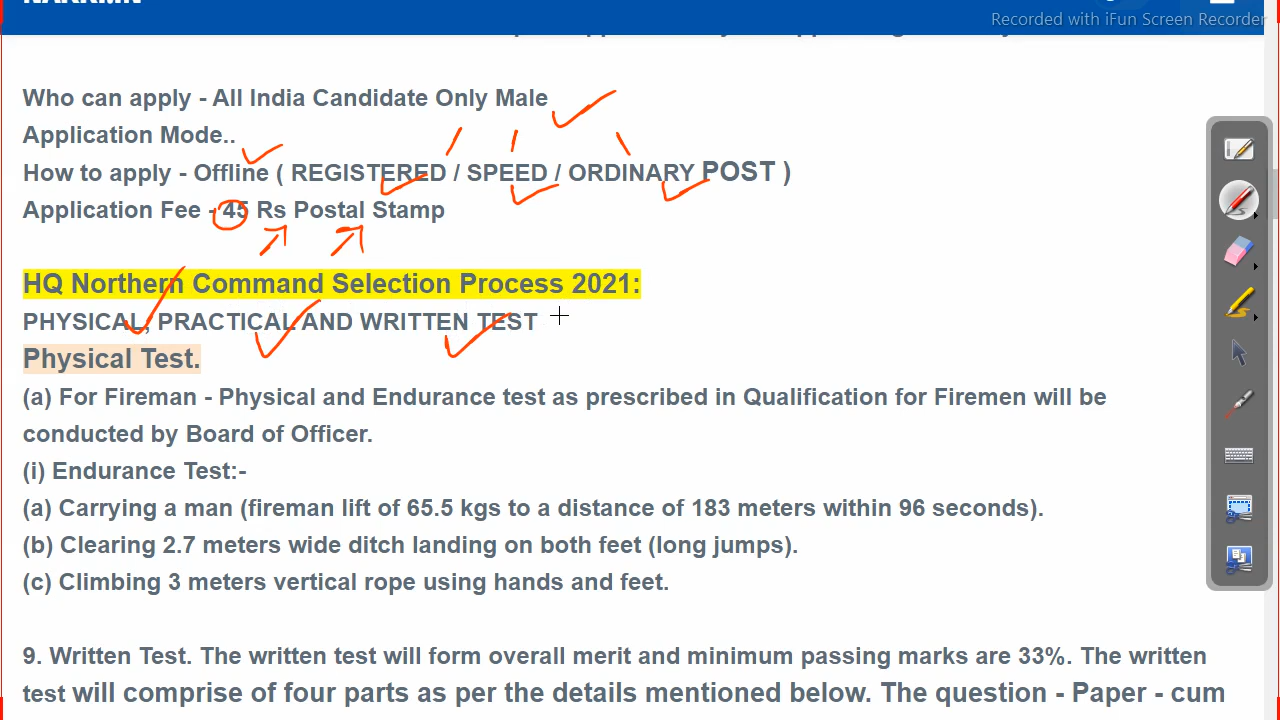 Recorded with iFun Screen Recorder
Who can apply - All India Candidate Only Male
Application Mode..
How to apply - Offline ( REGISTERED / SPEED / ORDINARY POST )
Application Fee - 45 Rs Postal Stamp
HQ Northern Command Selection Process 2021:
PHYSICAL, PRACTICAL AND WRITTEN TEST
Physical Test.
(a) For Fireman - Physical and Endurance test as prescribed in Qualification for Firemen will be
conducted by Board of Officer.
(i) Endurance Test:-
(a) Carrying a man (fireman lift of 65.5 kgs to a distance of 183 meters within 96 seconds).
(b) Clearing 2.7 meters wide ditch landing on both feet (long jumps).
(c) Climbing 3 meters vertical rope using hands and feet.
9. Written Test. The written test will form overall merit and minimum passing marks are 33%. The written
test will comprise of four parts as per the details mentioned below. The question - Paper - cum